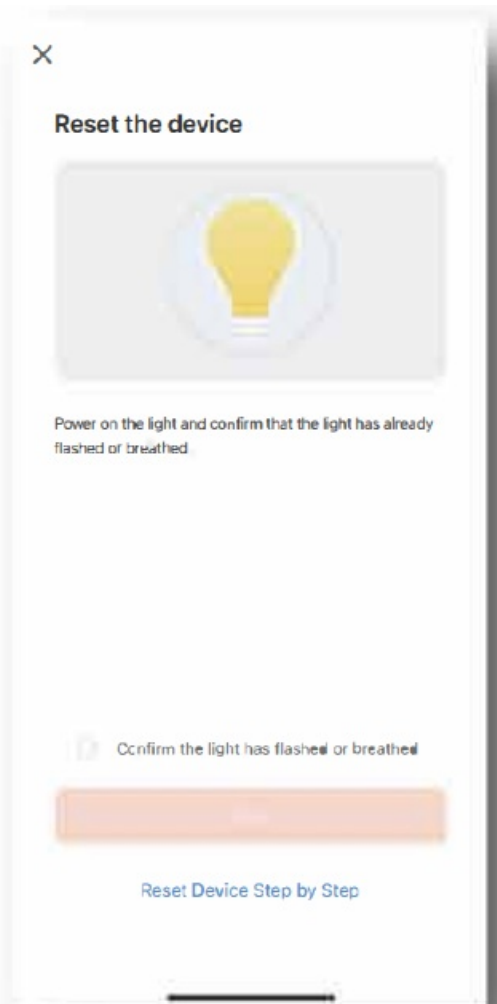 Reset the device
Power on the light and confirm that the light has already
flashed or breathed
Confirm the light has flashed or breathed
Reset Device Step by Step